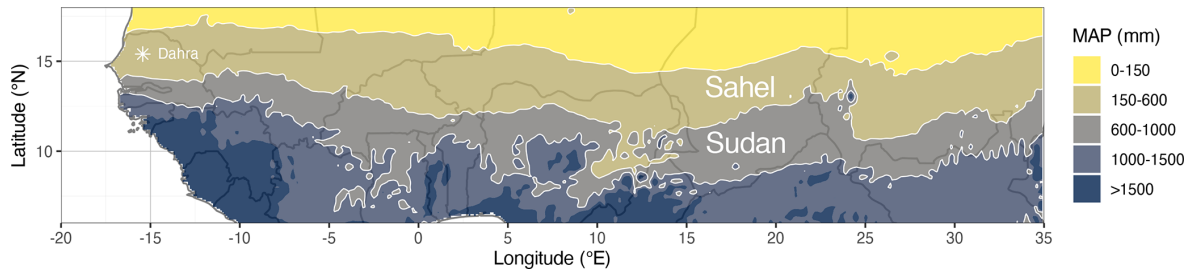 MAP (mm)
0-150
150-600
600-1000
1000-1500
>1500
Dahra
Sahel
Sudan
Latitude (°N)
15
10
-20 -15 -10 -5 0 5 10 15 20 25 30 35
Longitude (°E)